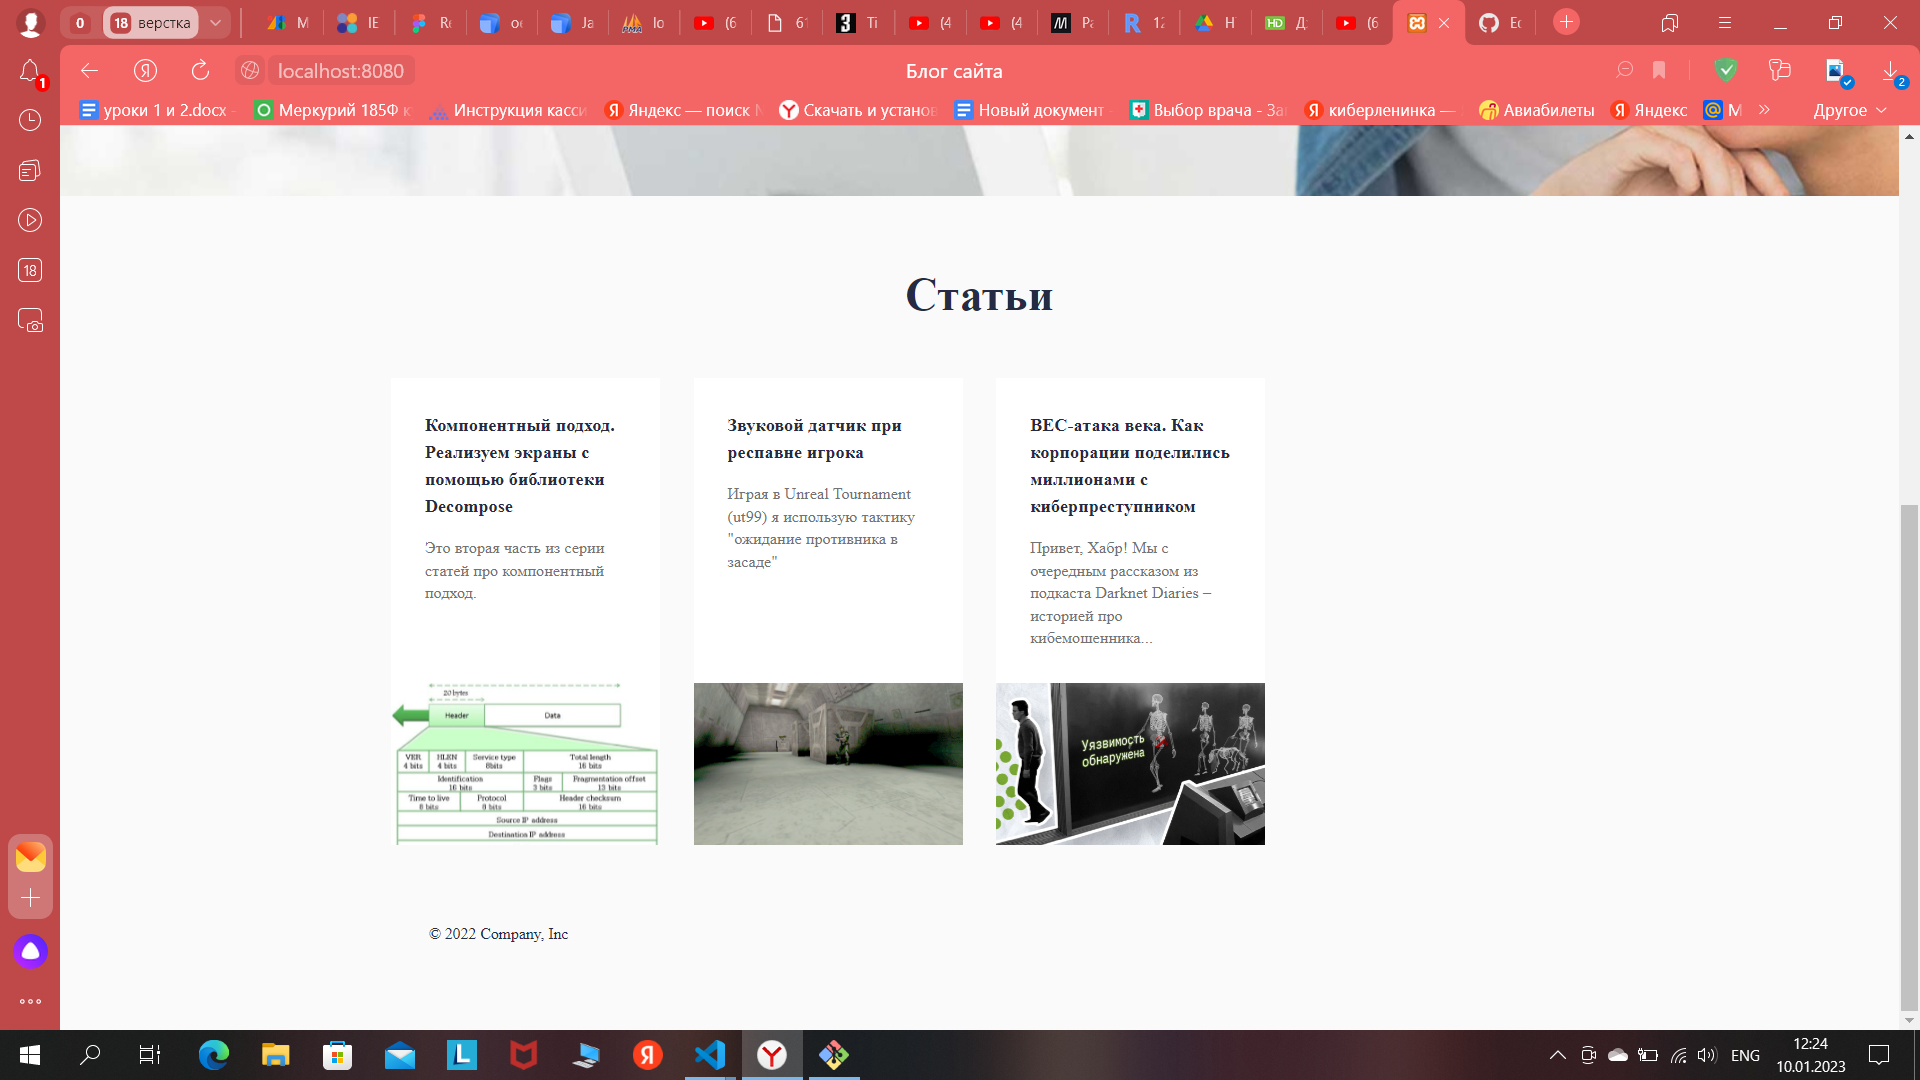 0
18 верстка
М
IE
Re
ос
Ja
lo
(6
61
Ti
(4
(4
Pa
12
Н
Д:
(6
Ec
1
localhost:8080
Блог сайта
2
уроки 1 и 2.docx -
Меркурий 185Ф к
Инструкция касси
Яндекс — поиск
Скачать и установ
Новый документ
Выбор врача - За
киберленинка —
Авиабилеты
Яндекс
М
»
Другое
18
Статьи
Компонентный подход.
Реализуем экраны с
помощью библиотеки
Decompose
Это вторая часть из серии
статей про компонентный
подход.
20 bytes
Header
Data
VER
4 bits
HLEN
4 bits
Service type
8bits
Total length
16 bits
Identification
16 bits
Flags
3 bits
Fragmentation offset
13 bits
Time to live
8 bits
Protocol
8 bits
Header checksum
16 bits
Source IP address
Destination IP address
Звуковой датчик при
респавне игрока
Играя в Unreal Tournament
(ut99) я использую тактику
"ожидание противника в
засаде"
BEC-атака века. Как
корпорации поделились
миллионами с
киберпреступником
Привет, Хабр! Мы с
очередным рассказом из
подкаста Darknet Diaries –
историей про
кибемошенника...
Уязвимость
обнаружена
© 2022 Company, Inc
ENG
12:24
10.01.2023